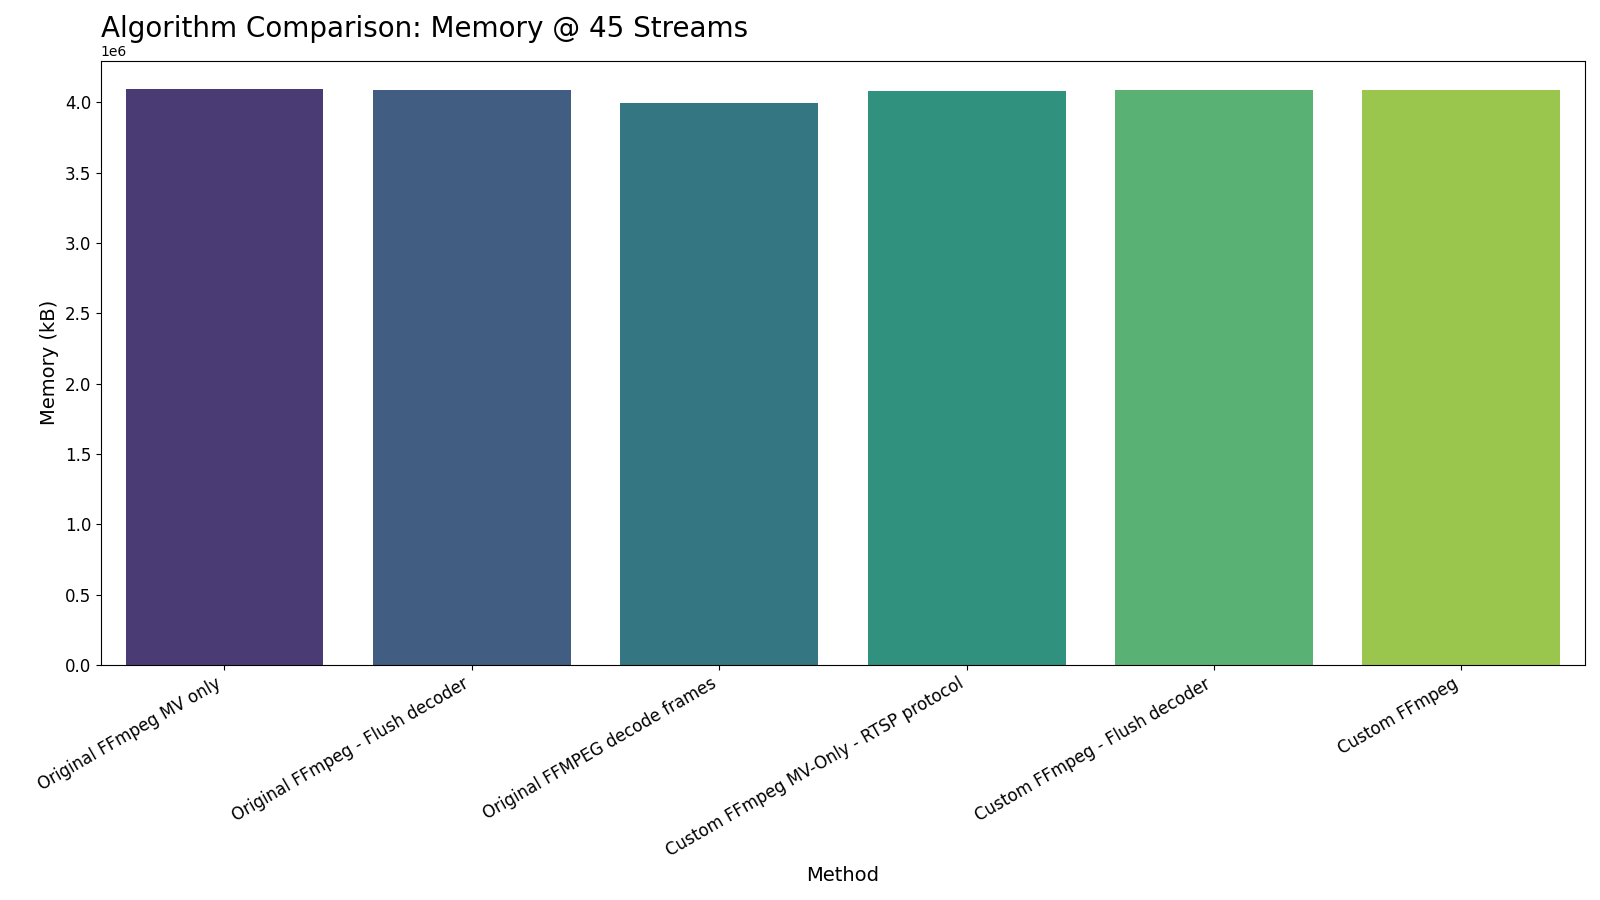 Algorithm Comparison: Memory @ 45 Streams
1e6
4.0
3.5
3.0
2.5
2.0
1.5
1.0
0.5
0.0
Memory (kB)
Original FFmpeg MV only
Original FFmpeg - Flush decoder
Original FFMPEG decode frames
Custom FFmpeg MV-Only - RTSP protocol
Custom FFmpeg - Flush decoder
Custom FFmpeg
Method